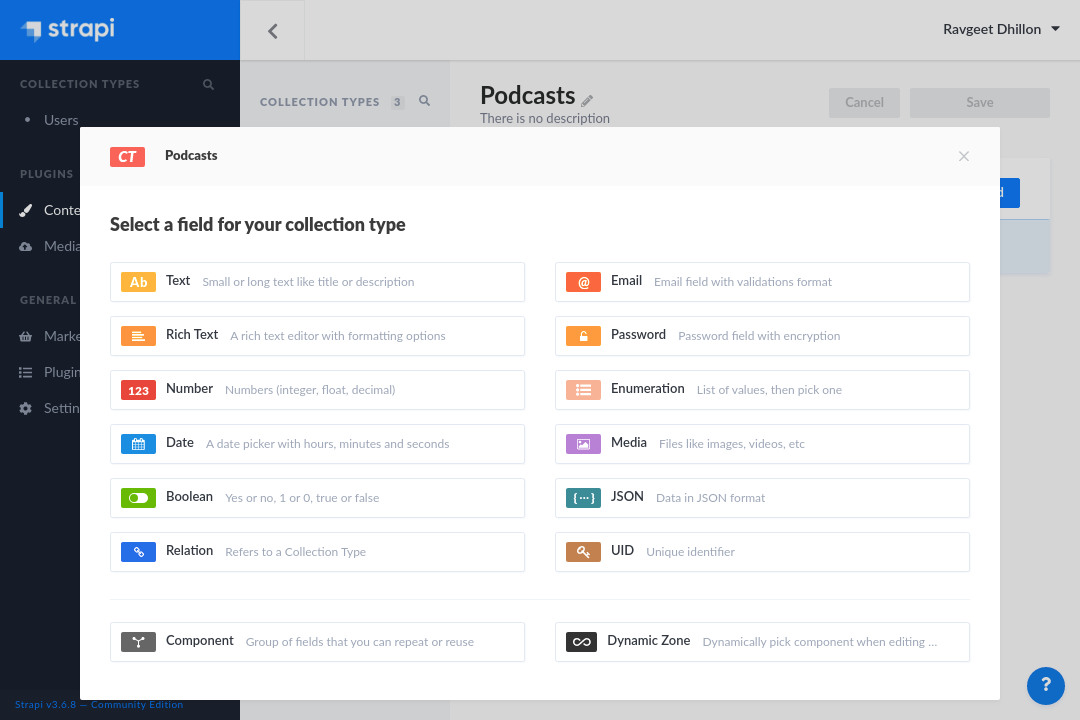 strapi
Ravgeet Dhillon
COLLECTION TYPES
COLLECTION TYPES 3
Podcasts
There is no description
Cancel
Save
Users
PLUGINS
Conte
Media
GENERAL
Marke
Plugin
Settin
d
CT Podcasts
Select a field for your collection type
Ab Text Small or long text like title or description
@ Email Email field with validations format
Rich Text A rich text editor with formatting options
Password Password field with encryption
123 Number Numbers (integer, float, decimal)
Enumeration List of values, then pick one
Date A date picker with hours, minutes and seconds
Media Files like images, videos, etc
Boolean Yes or no, 1 or 0, true or false
{···} JSON Data in JSON format
Relation Refers to a Collection Type
UID Unique identifier
Component Group of fields that you can repeat or reuse
Dynamic Zone Dynamically pick component when editing ...
?
Strapi v3.6.8 — Community Edition